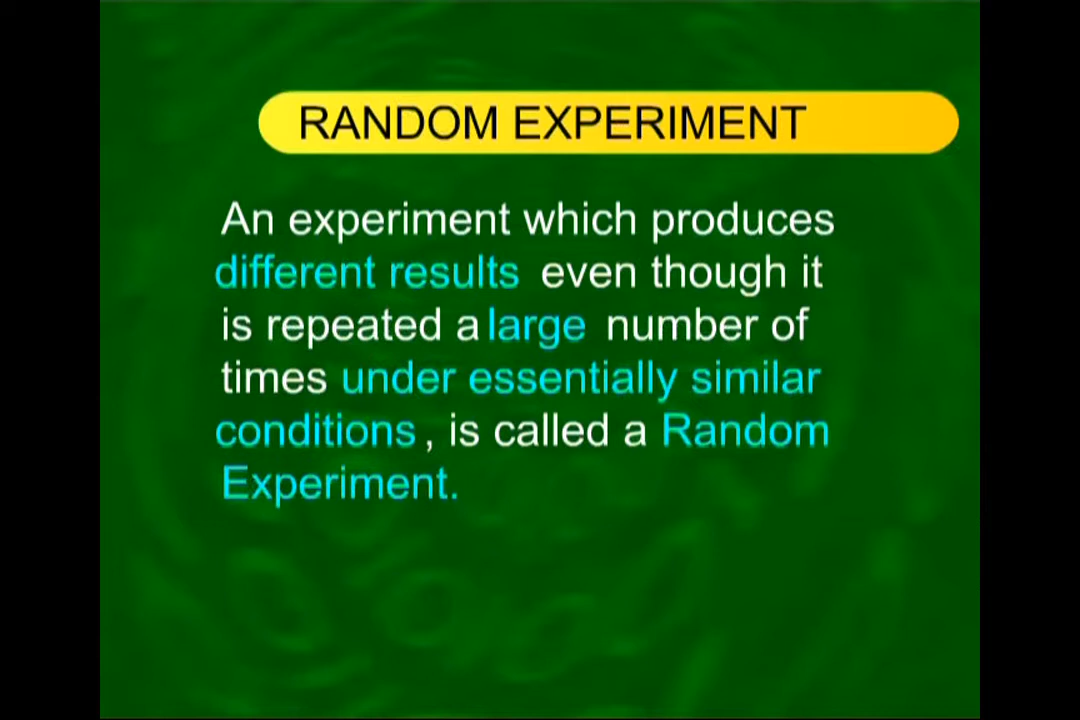 RANDOM EXPERIMENT
An experiment which produces
different results even though it
is repeated a large number of
times under essentially similar
conditions, is called a Random
Experiment.